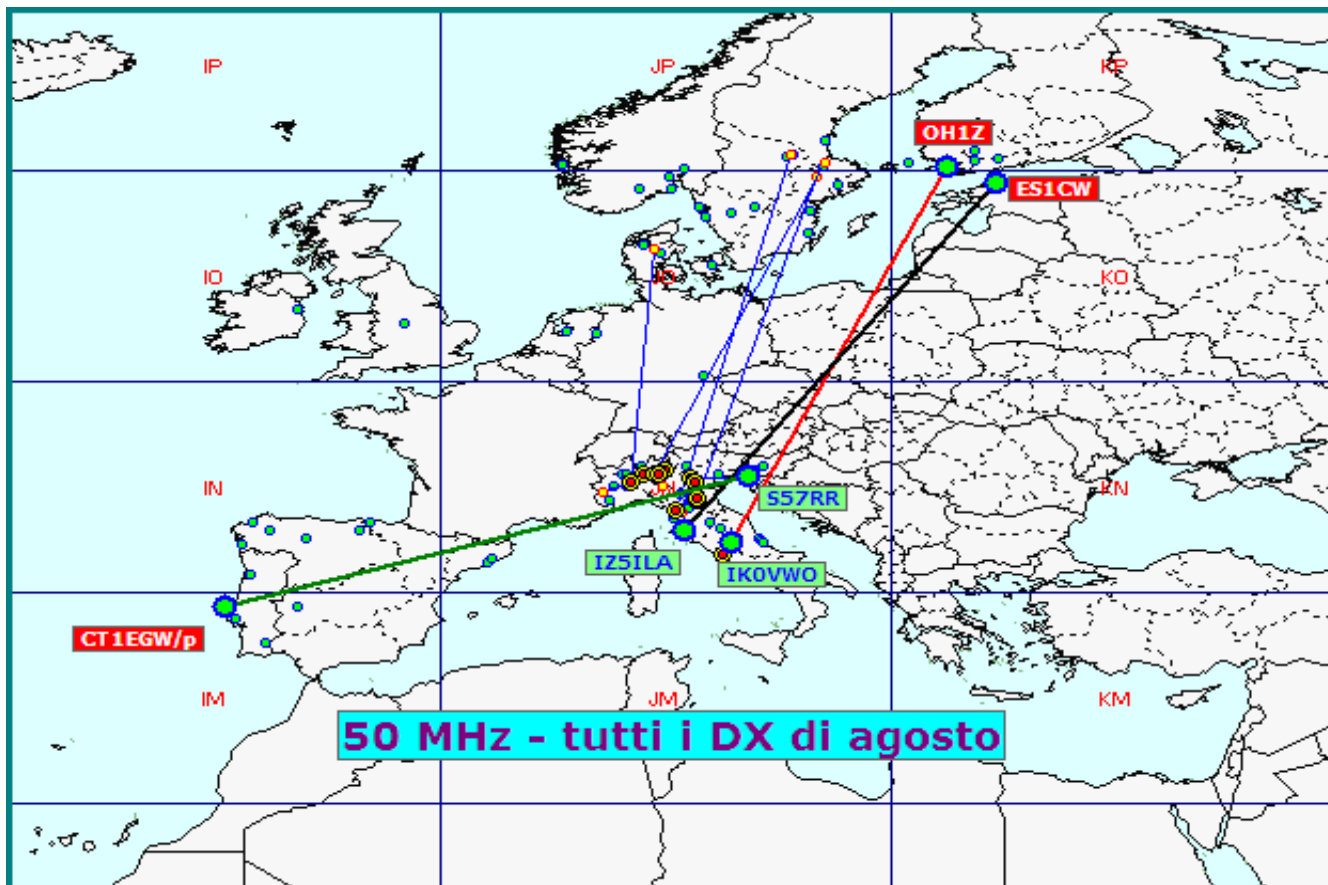 IP
JP
KP
OH1Z
ES1CW
IO
JO
KO
IN
JN
KN
S57RR
IZ5ILA
IK0VWO
CT1EGW/p
IM
JM
KM
50 MHz - tutti i DX di agosto